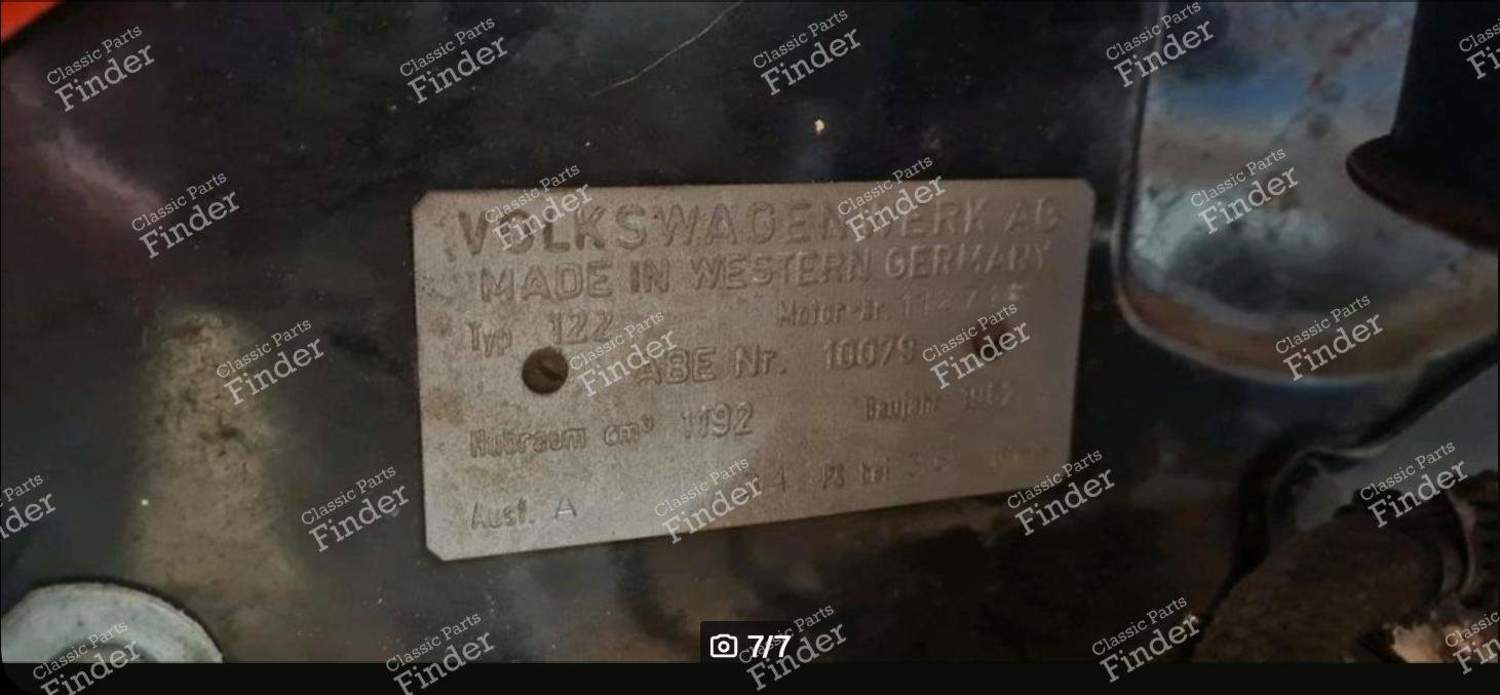 VOLKSWAGENWERK AG
MADE IN WESTERN GERMANY
Typ 122 Motor-Nr.
ABE Nr. 10079
Hubraum cm³ 1192 Baujahr 1962
Ausf. A PS bei
7/7
Classic Parts Finder